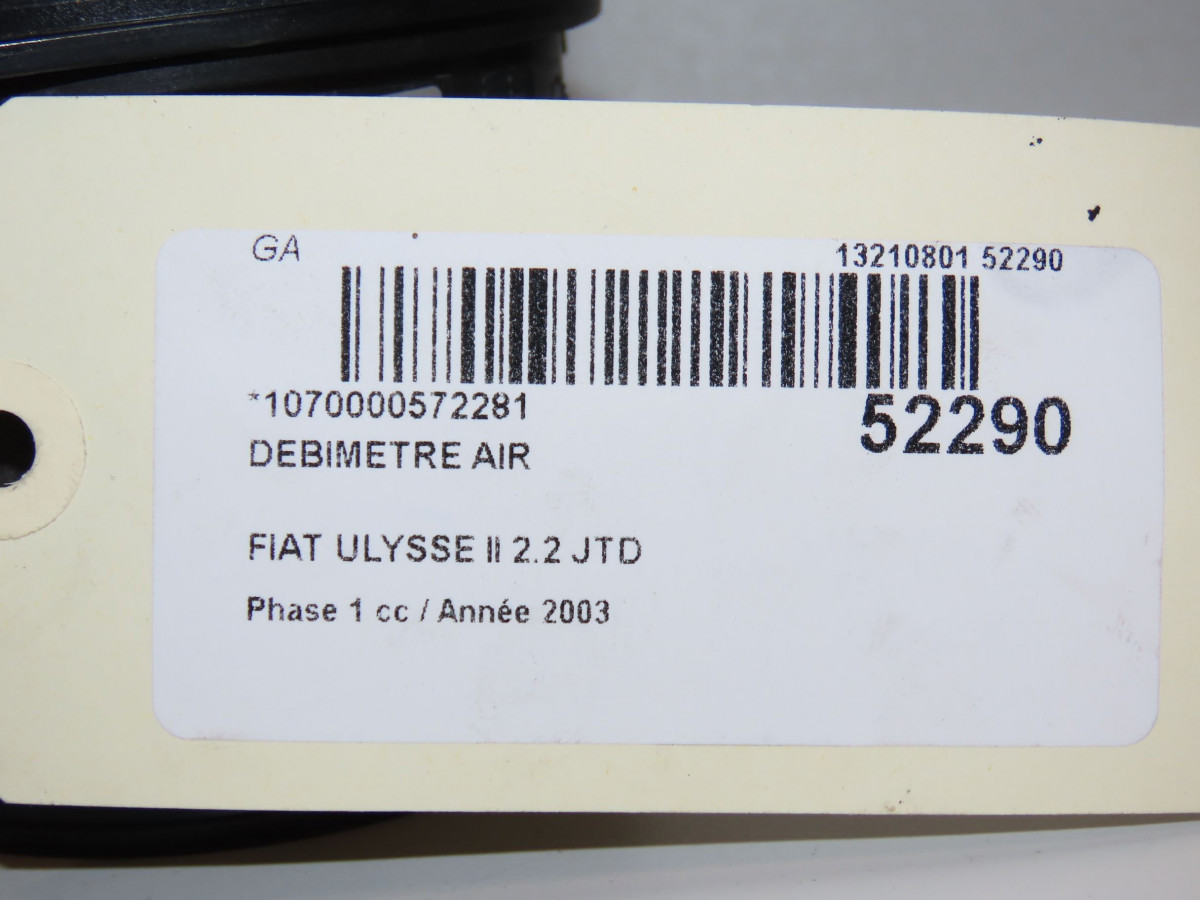 GA 13210801 52290
*1070000572281
52290
DEBIMETRE AIR
FIAT ULYSSE II 2.2 JTD
Phase 1 cc / Année 2003